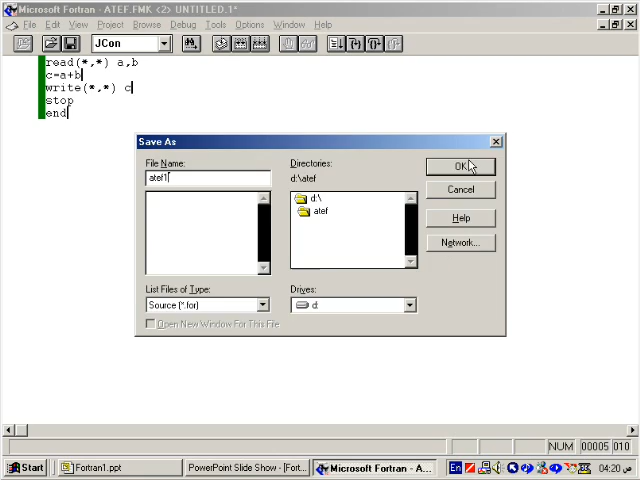 Microsoft Fortran - ATEF.FMK <2> UNTITLED.1*
File Edit View Project Browse Debug Tools Options Window Help
JCon
read(*,*) a,b
c=a+b
write(*,*) c
stop
end
Save As
File Name:
atef1
Directories:
d:\atef
d:\
atef
OK
Cancel
Help
Network...
List Files of Type:
Source (*.for)
Drives:
d:
Open New Window For This File
NUM 00005 010
Start Fortran1.ppt PowerPoint Slide Show - [Fort... Microsoft Fortran - A... En 04:20 ص